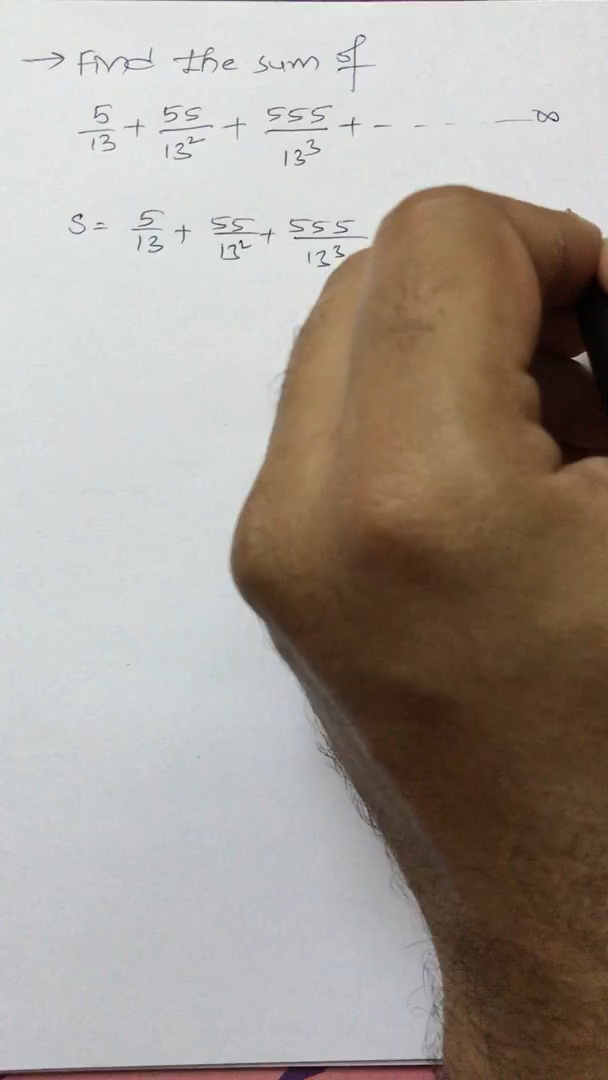 → Find the sum of
5/13 + 55/13² + 555/13³ + - - - - — ∞
S = 5/13 + 55/13² + 555/13³